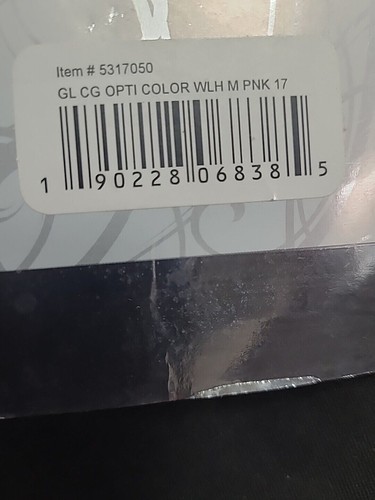 Item # 5317050
GL CG OPTI COLOR WLH M PNK 17
1 90228 06838 5